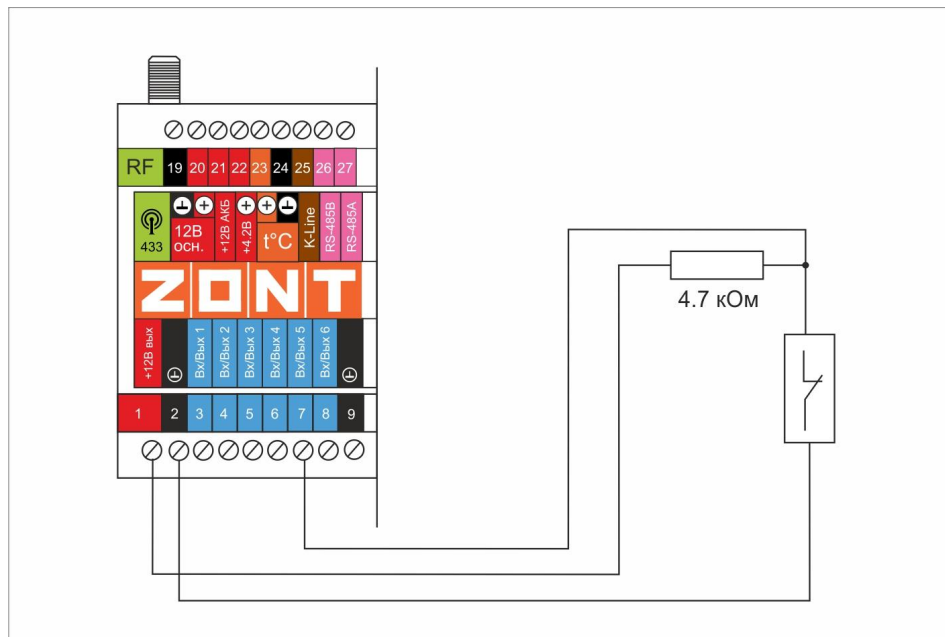 RF 19 20 21 22 23 24 25 26 27
433
12В
осн.
+12В АКБ
+4.2В
t°C
K-Line
RS-485B
RS-485A
ZONT
+12В вых
Вх/Вых 1
Вх/Вых 2
Вх/Вых 3
Вх/Вых 4
Вх/Вых 5
Вх/Вых 6
1 2 3 4 5 6 7 8 9
4.7 кОм